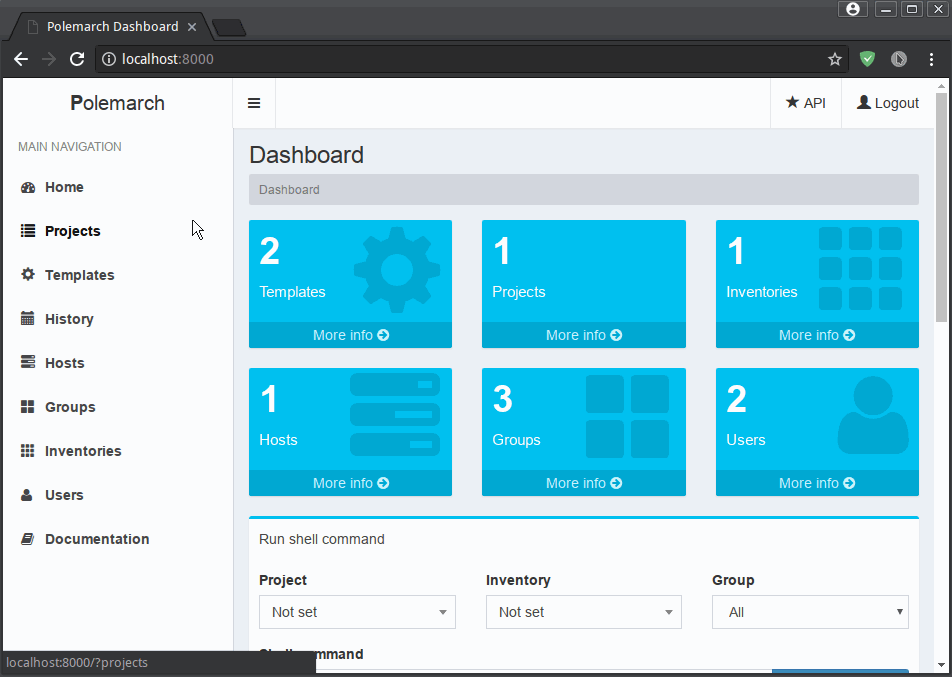 Polemarch Dashboard
localhost:8000
Polemarch
API
Logout
MAIN NAVIGATION
Home
Projects
Templates
History
Hosts
Groups
Inventories
Users
Documentation
Dashboard
Dashboard
2
Templates
More info
1
Projects
More info
1
Inventories
More info
1
Hosts
More info
3
Groups
More info
2
Users
More info
Run shell command
Project
Inventory
Group
Not set
Not set
All
localhost:8000/?projects